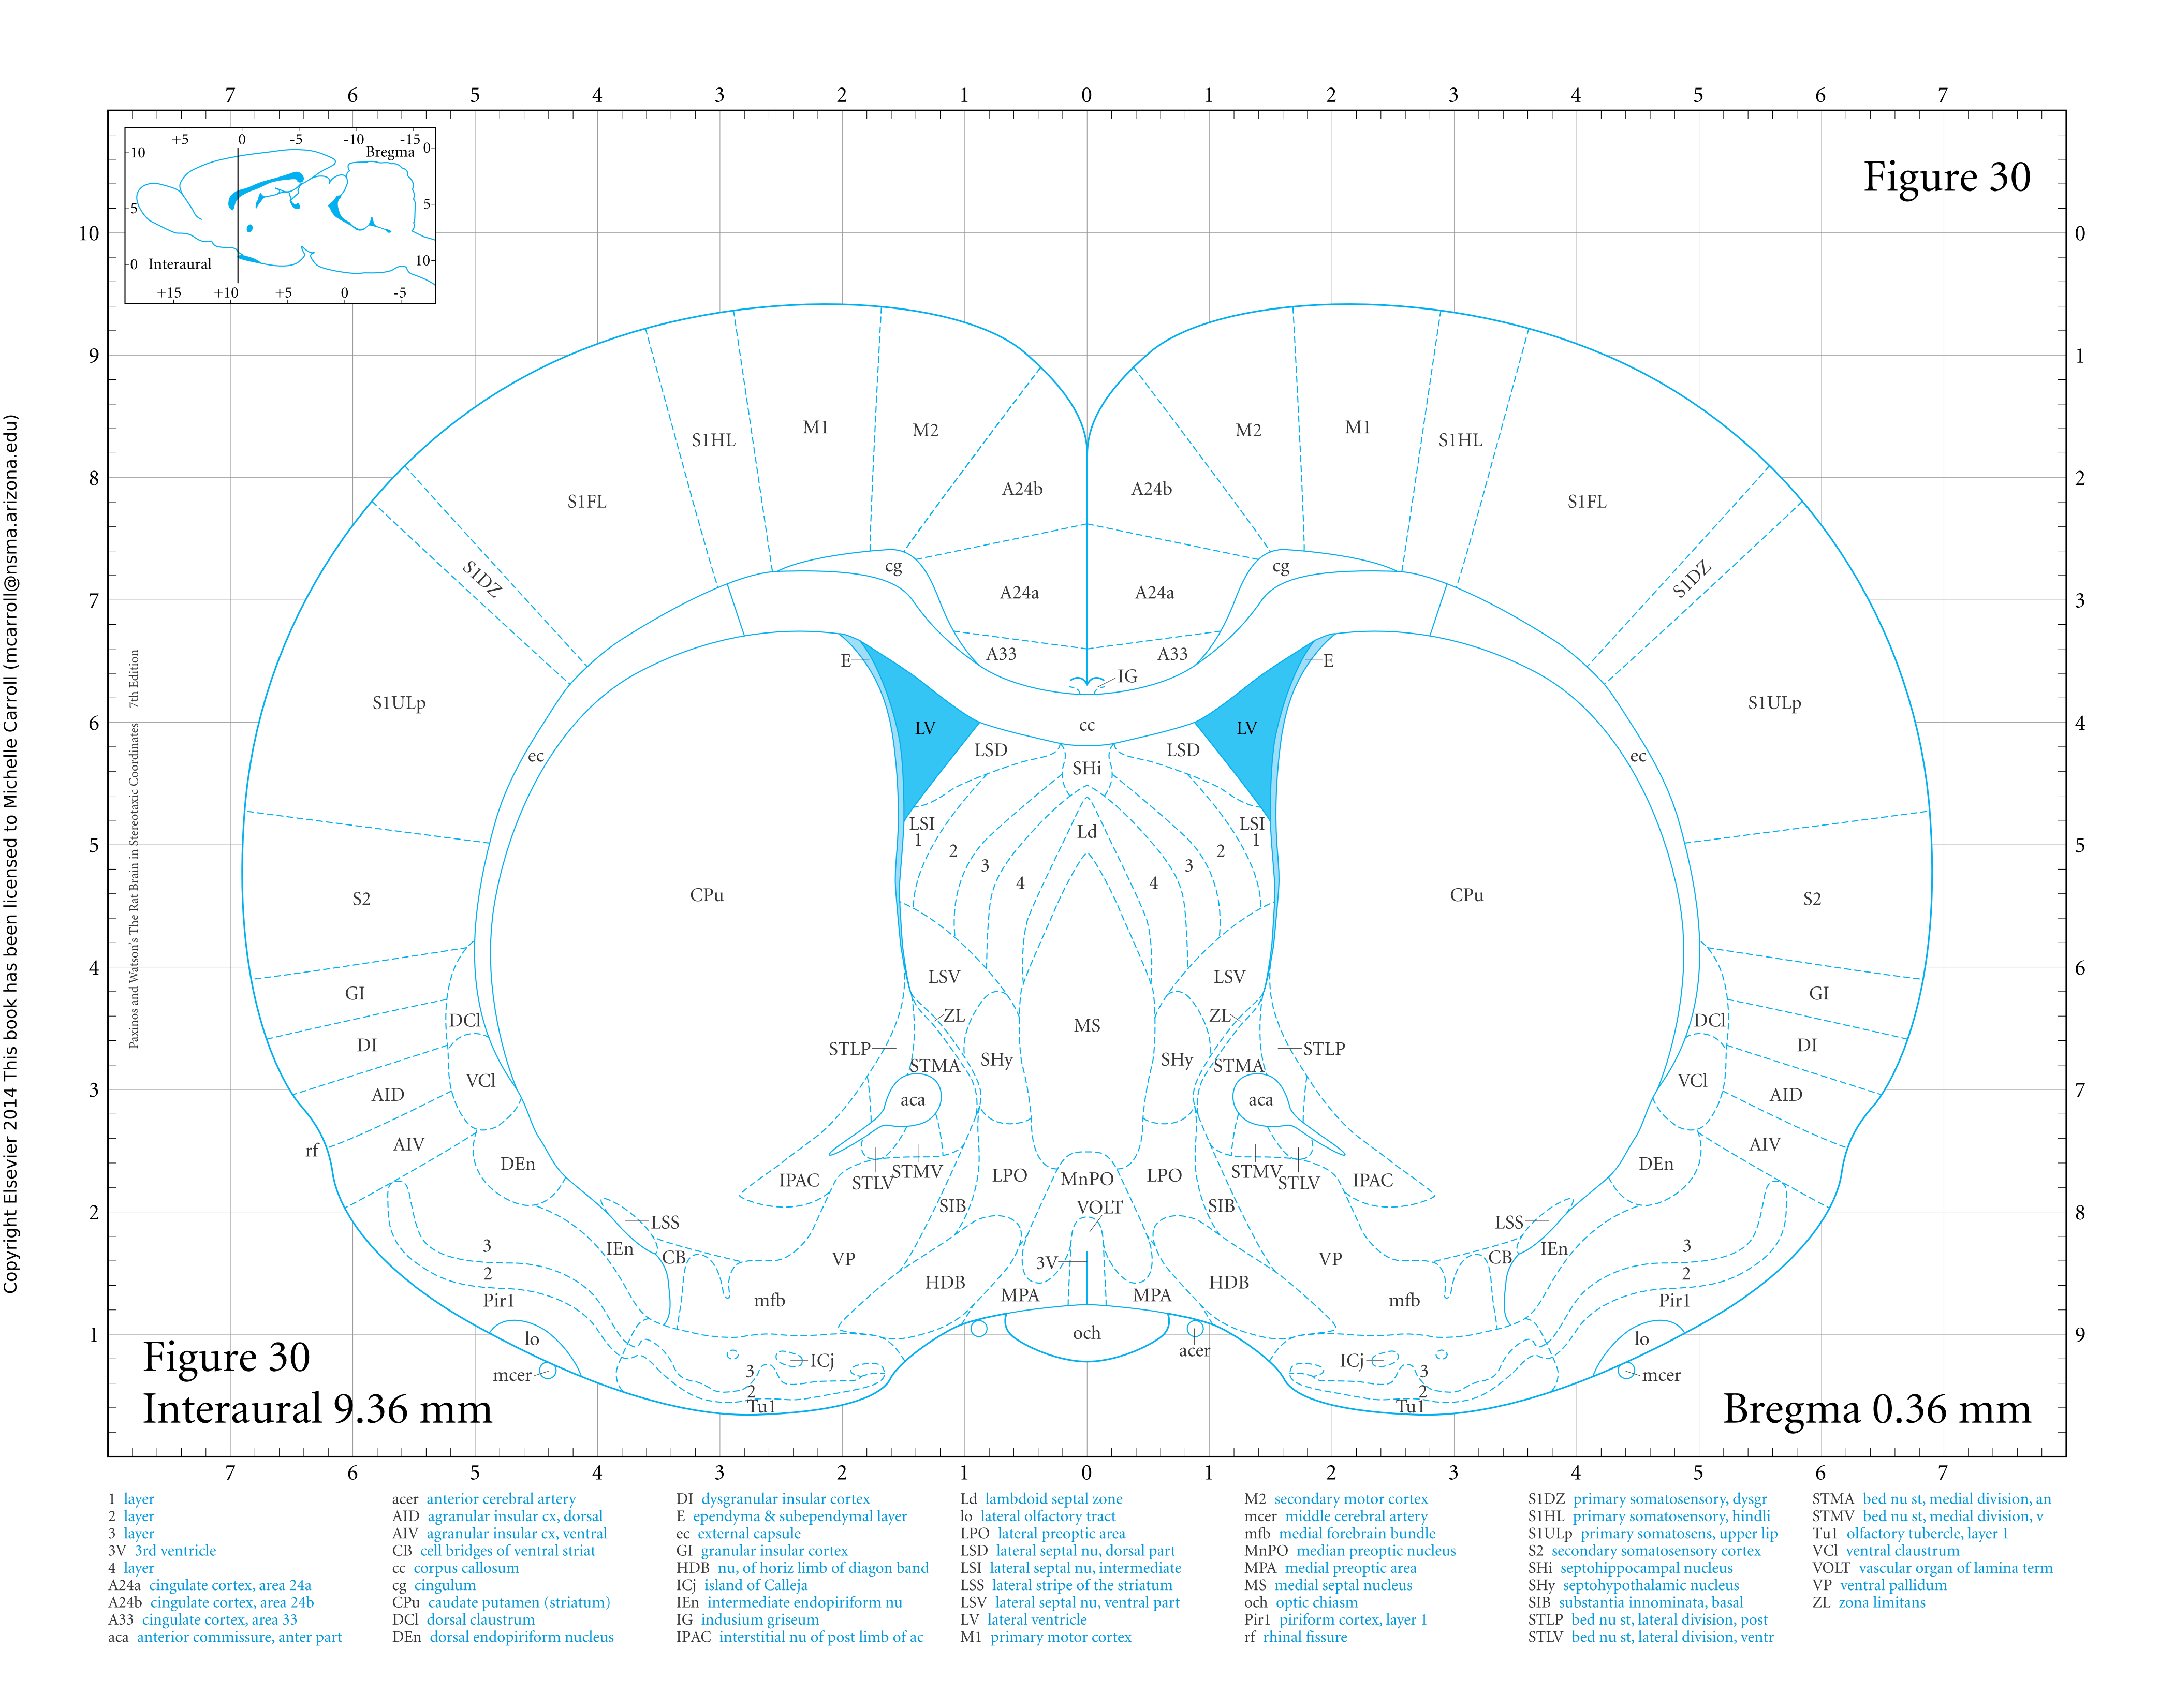 7 6 5 4 3 2 1 0 1 2 3 4 5 6 7
+5 0 -5 -10 -15
Bregma 0
10
5 5
0 Interaural 10
+15 +10 +5 0 -5
Figure 30
10 0
9 1
8 2
7 3
6 4
5 5
4 6
3 7
2 8
1 9
S1HL M1 M2 M2 M1 S1HL
A24b A24b
S1FL S1FL
cg cg
S1DZ A24a A24a S1DZ
A33 A33
E E
IG
S1ULp S1ULp
LV cc LV
ec LSD LSD ec
SHi
LSI LSI
1 Ld 1
2 2
3 3
4 4
S2 CPu CPu S2
LSV LSV
GI GI
ZL ZL
DCl MS DCl
DI STLP SHy SHy STLP DI
STMA STMA
VCl VCl
AID aca aca AID
rf AIV AIV
DEn DEn
IPAC STLV STMV LPO MnPO LPO STMV STLV IPAC
SIB VOLT SIB
LSS LSS
3 IEn CB VP 3V VP CB IEn 3
2 HDB HDB 2
Pir1 mfb MPA MPA mfb Pir1
lo och lo
acer
ICj ICj
mcer 3 3 mcer
2 2
Tu1 Tu1
Figure 30
Interaural 9.36 mm
Bregma 0.36 mm
7 6 5 4 3 2 1 0 1 2 3 4 5 6 7
Copyright Elsevier 2014 This book has been licensed to Michelle Carroll (mcarroll@nsma.arizona.edu)
Paxinos and Watson's The Rat Brain in Stereotaxic Coordinates 7th Edition
1 layer
2 layer
3 layer
3V 3rd ventricle
4 layer
A24a cingulate cortex, area 24a
A24b cingulate cortex, area 24b
A33 cingulate cortex, area 33
aca anterior commissure, anter part
acer anterior cerebral artery
AID agranular insular cx, dorsal
AIV agranular insular cx, ventral
CB cell bridges of ventral striat
cc corpus callosum
cg cingulum
CPu caudate putamen (striatum)
DCl dorsal claustrum
DEn dorsal endopiriform nucleus
DI dysgranular insular cortex
E ependyma & subependymal layer
ec external capsule
GI granular insular cortex
HDB nu, of horiz limb of diagon band
ICj island of Calleja
IEn intermediate endopiriform nu
IG indusium griseum
IPAC interstitial nu of post limb of ac
Ld lambdoid septal zone
lo lateral olfactory tract
LPO lateral preoptic area
LSD lateral septal nu, dorsal part
LSI lateral septal nu, intermediate
LSS lateral stripe of the striatum
LSV lateral septal nu, ventral part
LV lateral ventricle
M1 primary motor cortex
M2 secondary motor cortex
mcer middle cerebral artery
mfb medial forebrain bundle
MnPO median preoptic nucleus
MPA medial preoptic area
MS medial septal nucleus
och optic chiasm
Pir1 piriform cortex, layer 1
rf rhinal fissure
S1DZ primary somatosensory, dysgr
S1HL primary somatosensory, hindli
S1ULp primary somatosens, upper lip
S2 secondary somatosensory cortex
SHi septohippocampal nucleus
SHy septohypothalamic nucleus
SIB substantia innominata, basal
STLP bed nu st, lateral division, post
STLV bed nu st, lateral division, ventr
STMA bed nu st, medial division, an
STMV bed nu st, medial division, v
Tu1 olfactory tubercle, layer 1
VCl ventral claustrum
VOLT vascular organ of lamina term
VP ventral pallidum
ZL zona limitans